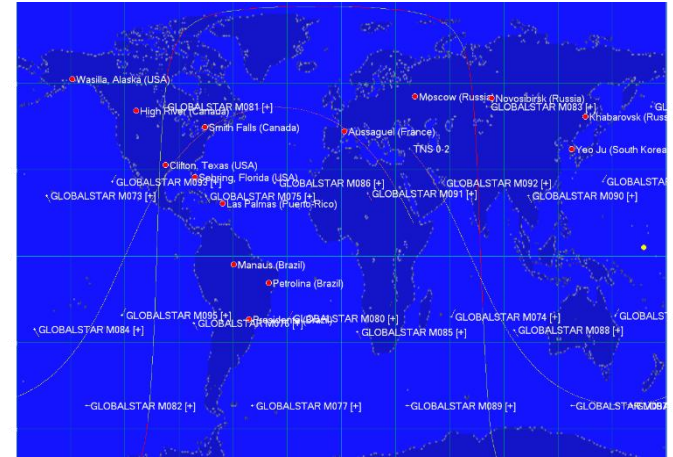 Wasilla, Alaska (USA)
Moscow (Russia)
Novosibirsk (Russia)
High River (Canada)
GLOBALSTAR M081 [+]
GLOBALSTAR M083 [+]
Khabarovsk (Russ
Smith Falls (Canada)
Aussaguel (France)
TNS 0-2
Yeo Ju (South Korea
Clifton, Texas (USA)
Sebring, Florida (USA)
GLOBALSTAR M093 [+]
GLOBALSTAR M086 [+]
GLOBALSTAR M092 [+]
GLOBALSTA
GLOBALSTAR M073 [+]
GLOBALSTAR M075 [+]
GLOBALSTAR M091 [+]
GLOBALSTAR M090 [+]
Las Palmas (Puerto-Rico)
Manaus (Brazil)
Petrolina (Brazil)
GLOBALSTAR M095 [+]
Presidente
GLOBALSTAR M080 [+]
GLOBALSTAR M074 [+]
GLOBALST
GLOBALSTAR M084 [+]
GLOBALSTAR M076 [+]
GLOBALSTAR M085 [+]
GLOBALSTAR M088 [+]
GLOBALSTAR M082 [+]
GLOBALSTAR M077 [+]
GLOBALSTAR M089 [+]